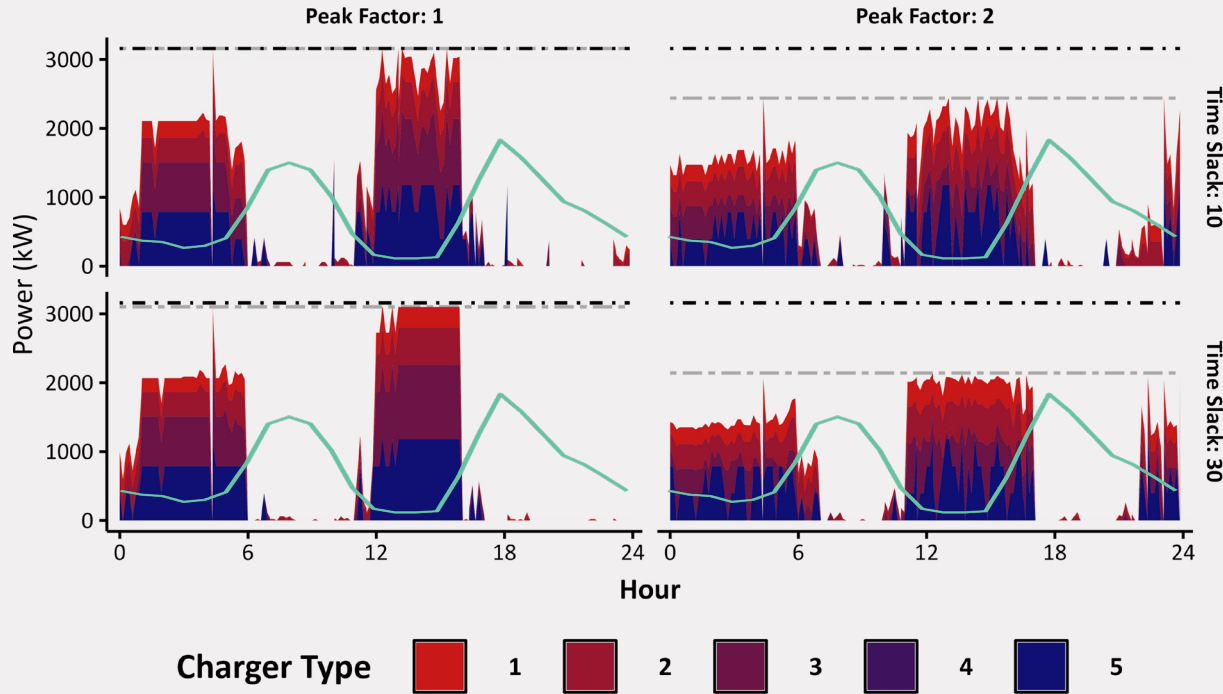 Peak Factor: 1
Peak Factor: 2
Time Slack: 10
Time Slack: 30
Power (kW)
3000
2000
1000
0
3000
2000
1000
0
0 6 12 18 24
0 6 12 18 24
Hour
Charger Type 1 2 3 4 5